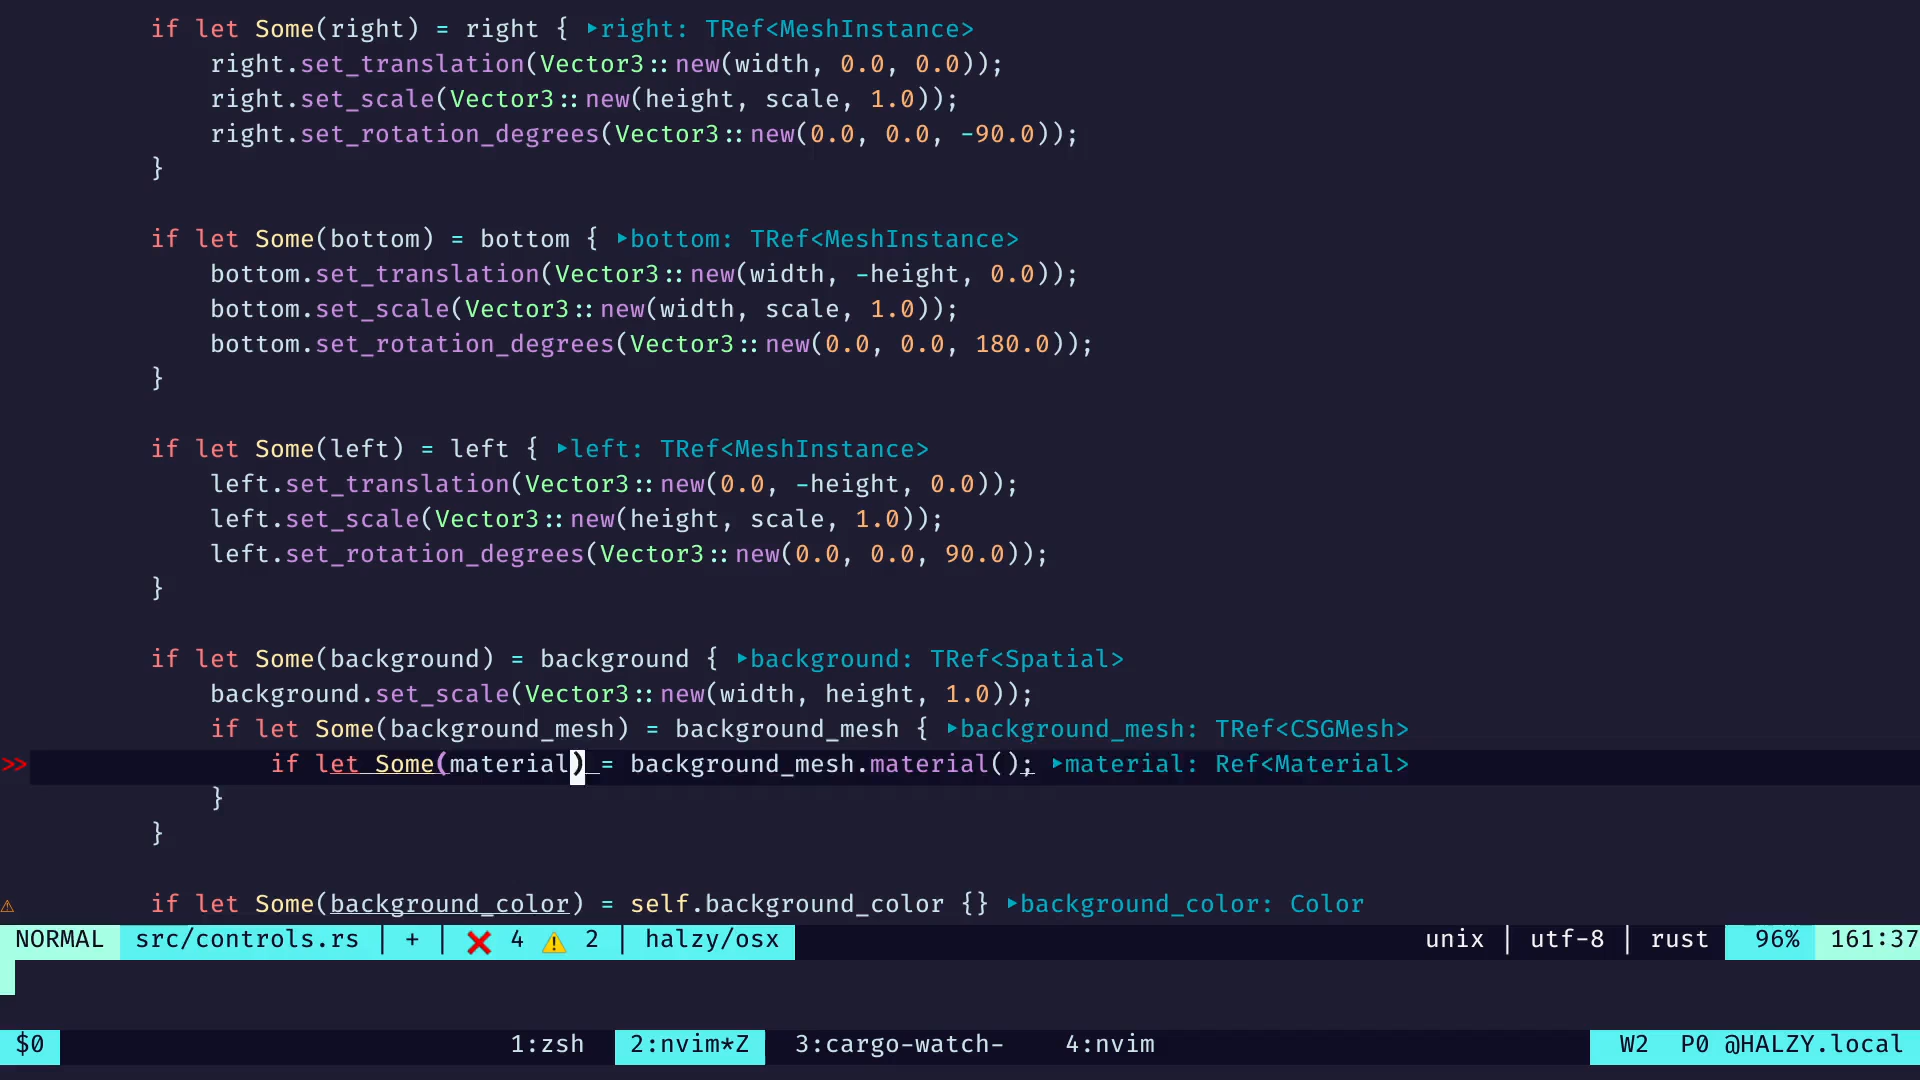 if let Some(right) = right { ‣right: TRef<MeshInstance>
right.set_translation(Vector3::new(width, 0.0, 0.0));
right.set_scale(Vector3::new(height, scale, 1.0));
right.set_rotation_degrees(Vector3::new(0.0, 0.0, -90.0));
}
if let Some(bottom) = bottom { ‣bottom: TRef<MeshInstance>
bottom.set_translation(Vector3::new(width, -height, 0.0));
bottom.set_scale(Vector3::new(width, scale, 1.0));
bottom.set_rotation_degrees(Vector3::new(0.0, 0.0, 180.0));
}
if let Some(left) = left { ‣left: TRef<MeshInstance>
left.set_translation(Vector3::new(0.0, -height, 0.0));
left.set_scale(Vector3::new(height, scale, 1.0));
left.set_rotation_degrees(Vector3::new(0.0, 0.0, 90.0));
}
if let Some(background) = background { ‣background: TRef<Spatial>
background.set_scale(Vector3::new(width, height, 1.0));
if let Some(background_mesh) = background_mesh { ‣background_mesh: TRef<CSGMesh>
>> if let Some(material) = background_mesh.material(); ‣material: Ref<Material>
}
}
⚠ if let Some(background_color) = self.background_color {} ‣background_color: Color
NORMAL src/controls.rs | + | ❌ 4 ⚠ 2 | halzy/osx unix | utf-8 | rust 96% 161:37
$0 1:zsh 2:nvim*Z 3:cargo-watch- 4:nvim W2 P0 @HALZY.local